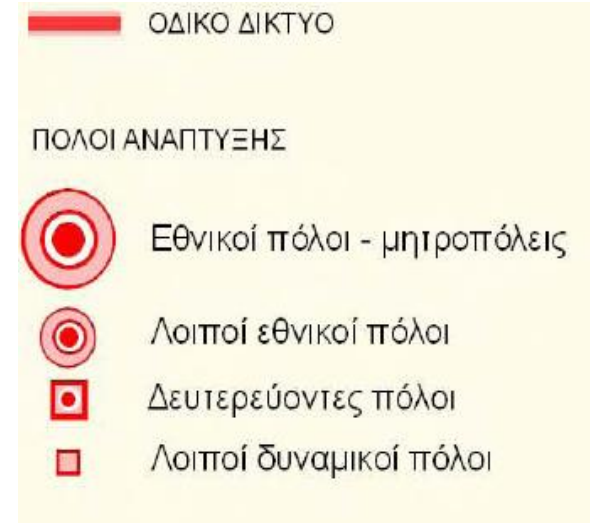 ΟΔΙΚΟ ΔΙΚΤΥΟ
ΠΟΛΟΙ ΑΝΑΠΤΥΞΗΣ
Εθνικοί πόλοι - μητροπόλεις
Λοιποί εθνικοί πόλοι
Δευτερεύοντες πόλοι
Λοιποί δυναμικοί πόλοι